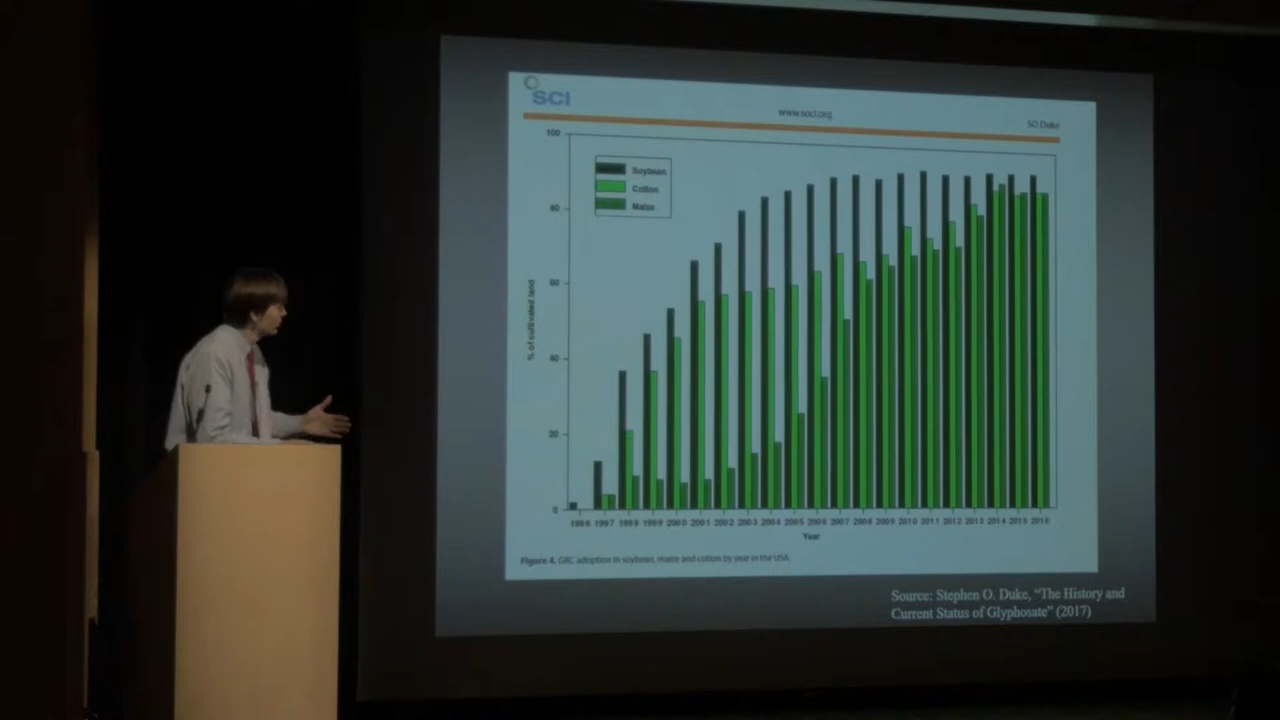 SCI
www.soci.org
SO Duke
100
80
60
40
20
0
% of cultivated land
Soybean
Cotton
Maize
1996 1997 1998 1999 2000 2001 2002 2003 2004 2005 2006 2007 2008 2009 2010 2011 2012 2013 2014 2015 2016
Year
Figure 4. GRC adoption in soybean, maize and cotton by year in the USA.
Source: Stephen O. Duke, “The History and
Current Status of Glyphosate” (2017)